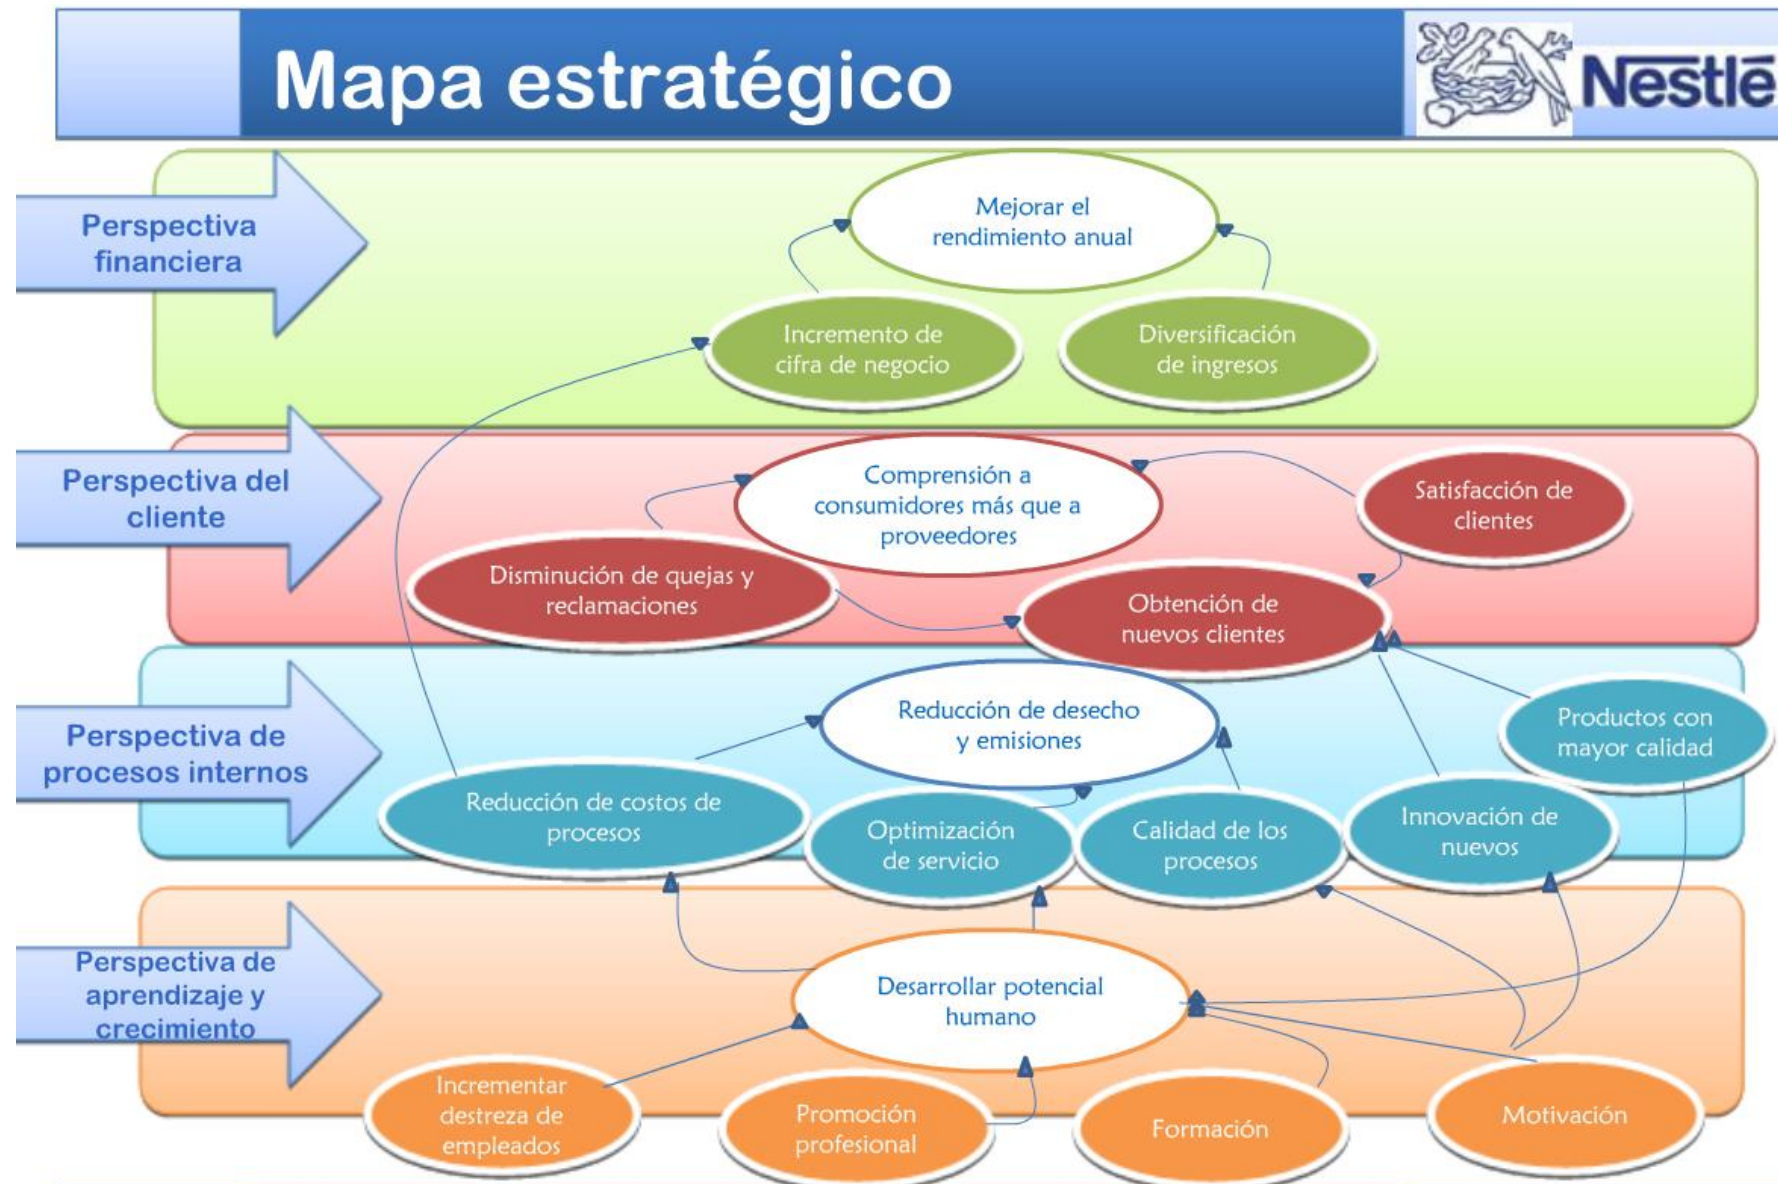 Mapa estratégico
Nestlé
Perspectiva
financiera
Mejorar el
rendimiento anual
Incremento de
cifra de negocio
Diversificación
de ingresos
Perspectiva del
cliente
Comprensión a
consumidores más que a
proveedores
Satisfacción de
clientes
Disminución de quejas y
reclamaciones
Obtención de
nuevos clientes
Perspectiva de
procesos internos
Reducción de desecho
y emisiones
Productos con
mayor calidad
Reducción de costos de
procesos
Optimización
de servicio
Calidad de los
procesos
Innovación de
nuevos
Perspectiva de
aprendizaje y
crecimiento
Desarrollar potencial
humano
Incrementar
destreza de
empleados
Promoción
profesional
Formación
Motivación